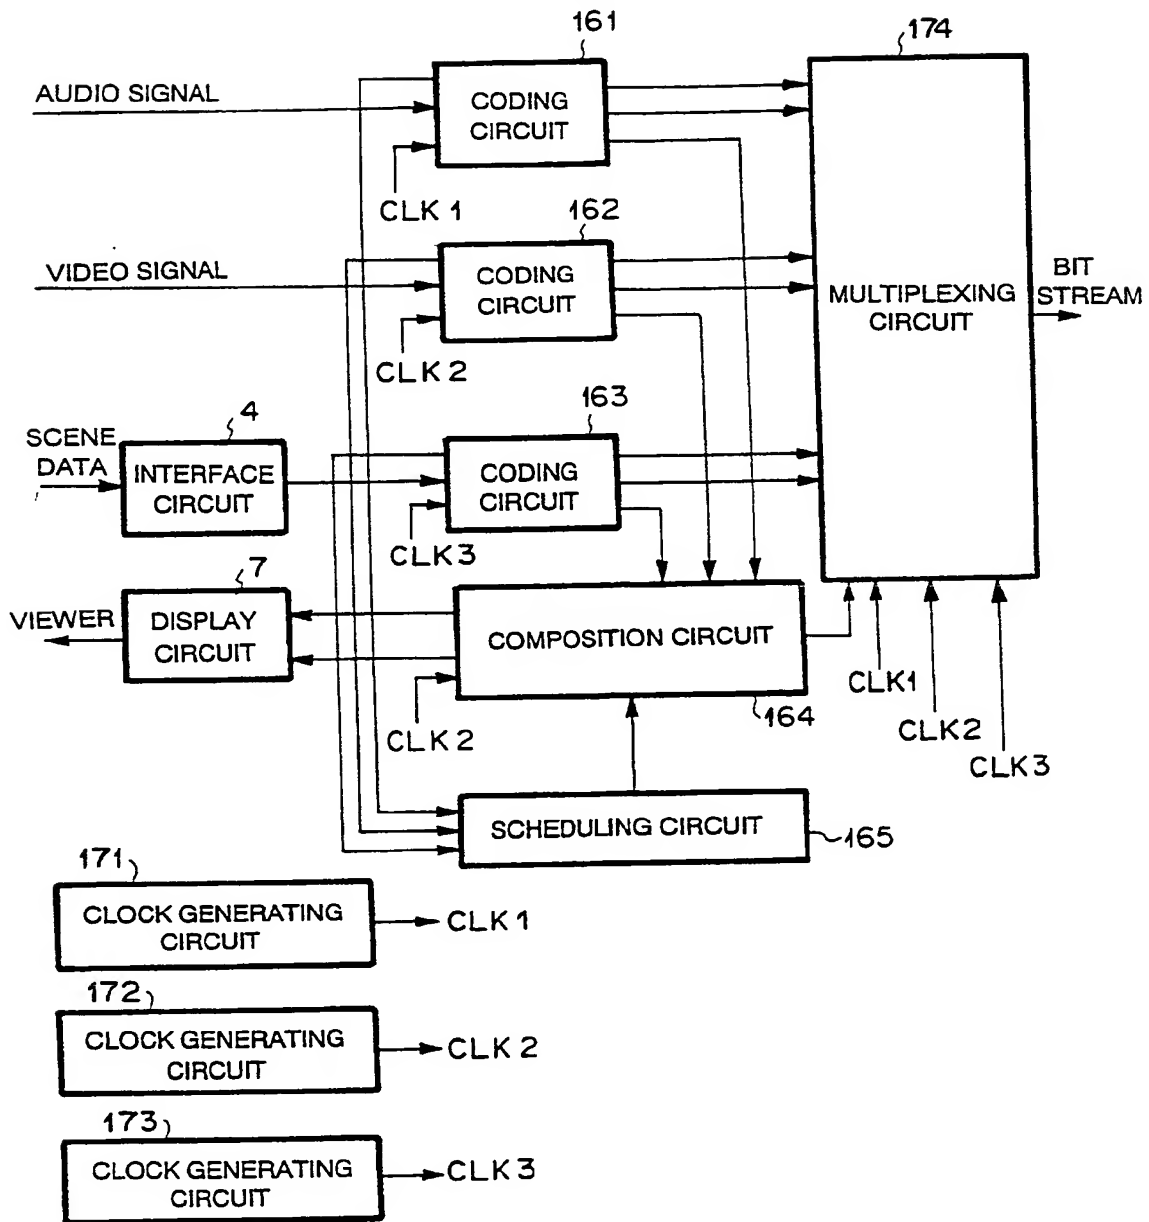 161
174
AUDIO SIGNAL
CODING
CIRCUIT
CLK 1
162
VIDEO SIGNAL
CODING
CIRCUIT
CLK 2
MULTIPLEXING
CIRCUIT
BIT
STREAM
163
4
SCENE
DATA
INTERFACE
CIRCUIT
CODING
CIRCUIT
CLK3
7
VIEWER
DISPLAY
CIRCUIT
COMPOSITION CIRCUIT
164
CLK 2
CLK1
CLK2
CLK3
SCHEDULING CIRCUIT
165
171
CLOCK GENERATING
CIRCUIT
CLK 1
172
CLOCK GENERATING
CIRCUIT
CLK 2
173
CLOCK GENERATING
CIRCUIT
CLK 3